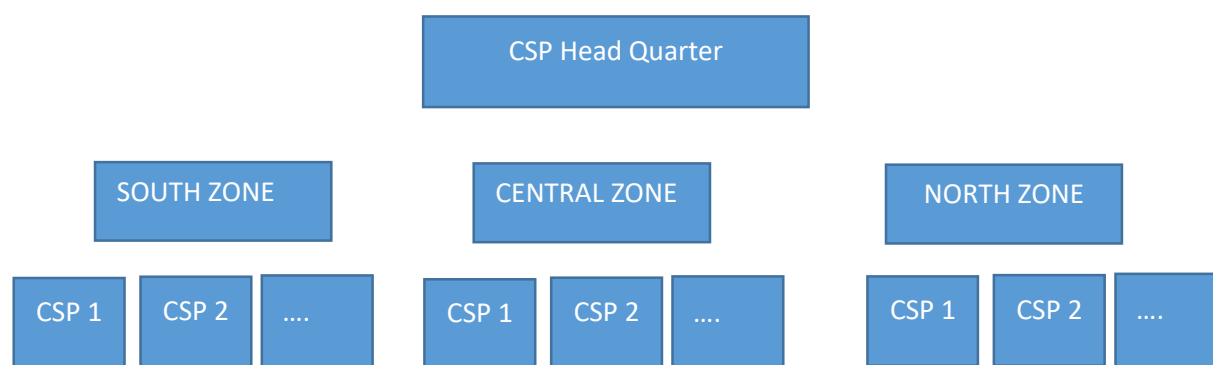 CSP Head Quarter
SOUTH ZONE
CENTRAL ZONE
NORTH ZONE
CSP 1
CSP 2
....
CSP 1
CSP 2
....
CSP 1
CSP 2
....